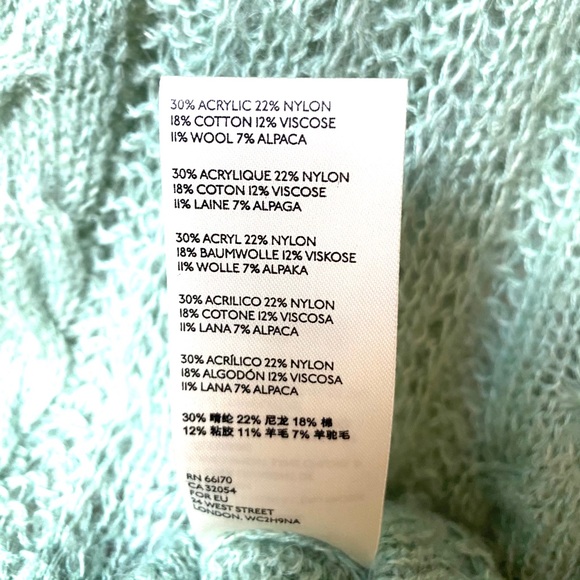 30% ACRYLIC 22% NYLON
18% COTTON 12% VISCOSE
11% WOOL 7% ALPACA
30% ACRYLIQUE 22% NYLON
18% COTON 12% VISCOSE
11% LAINE 7% ALPAGA
30% ACRYL 22% NYLON
18% BAUMWOLLE 12% VISKOSE
11% WOLLE 7% ALPAKA
30% ACRILICO 22% NYLON
18% COTONE 12% VISCOSA
11% LANA 7% ALPACA
30% ACRÍLICO 22% NYLON
18% ALGODÓN 12% VISCOSA
11% LANA 7% ALPACA
30% 晴纶 22% 尼龙 18% 棉
12% 粘胶 11% 羊毛 7% 羊驼毛
RN 66170
CA 32054
FOR EU
24 WEST STREET
LONDON, WC2H9NA